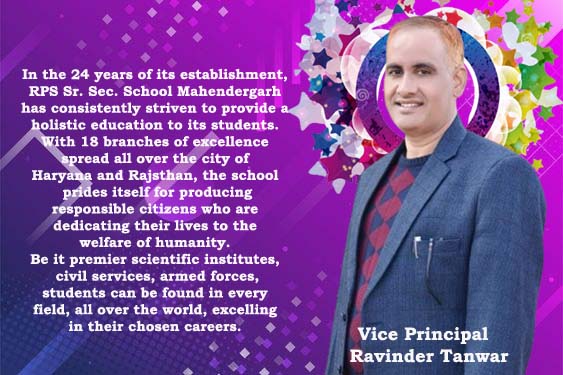 In the 24 years of its establishment,
RPS Sr. Sec. School Mahendergarh
has consistently striven to provide a
holistic education to its students.
With 18 branches of excellence
spread all over the city of
Haryana and Rajsthan, the school
prides itself for producing
responsible citizens who are
dedicating their lives to the
welfare of humanity.
Be it premier scientific institutes,
civil services, armed forces,
students can be found in every
field, all over the world, excelling
in their chosen careers.
Vice Principal
Ravinder Tanwar